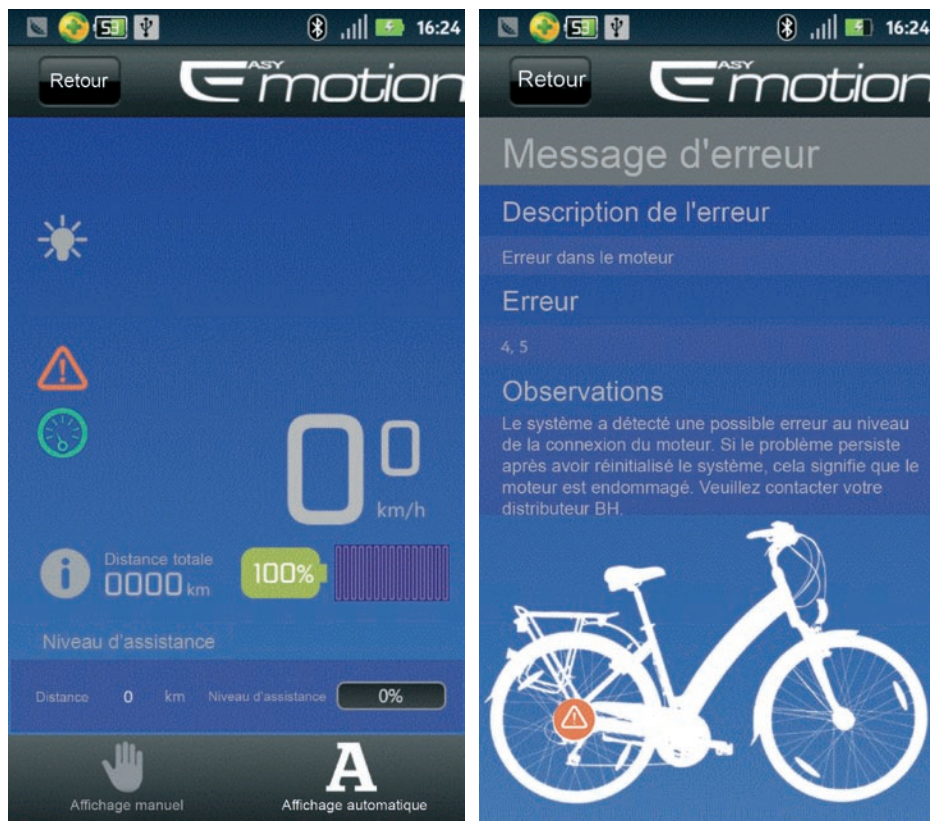 53
16:24
Retour
EASY motion
0.0
km/h
Distance totale
0000 km
100%
Niveau d'assistance
Distance 0 km Niveau d'assistance 0%
Affichage manuel
A
Affichage automatique
53
16:24
Retour
EASY motion
Message d'erreur
Description de l'erreur
Erreur dans le moteur
Erreur
4, 5
Observations
Le système a détecté une possible erreur au niveau
de la connexion du moteur. Si le problème persiste
après avoir réinitialisé le système, cela signifie que le
moteur est endommagé. Veuillez contacter votre
distributeur BH.